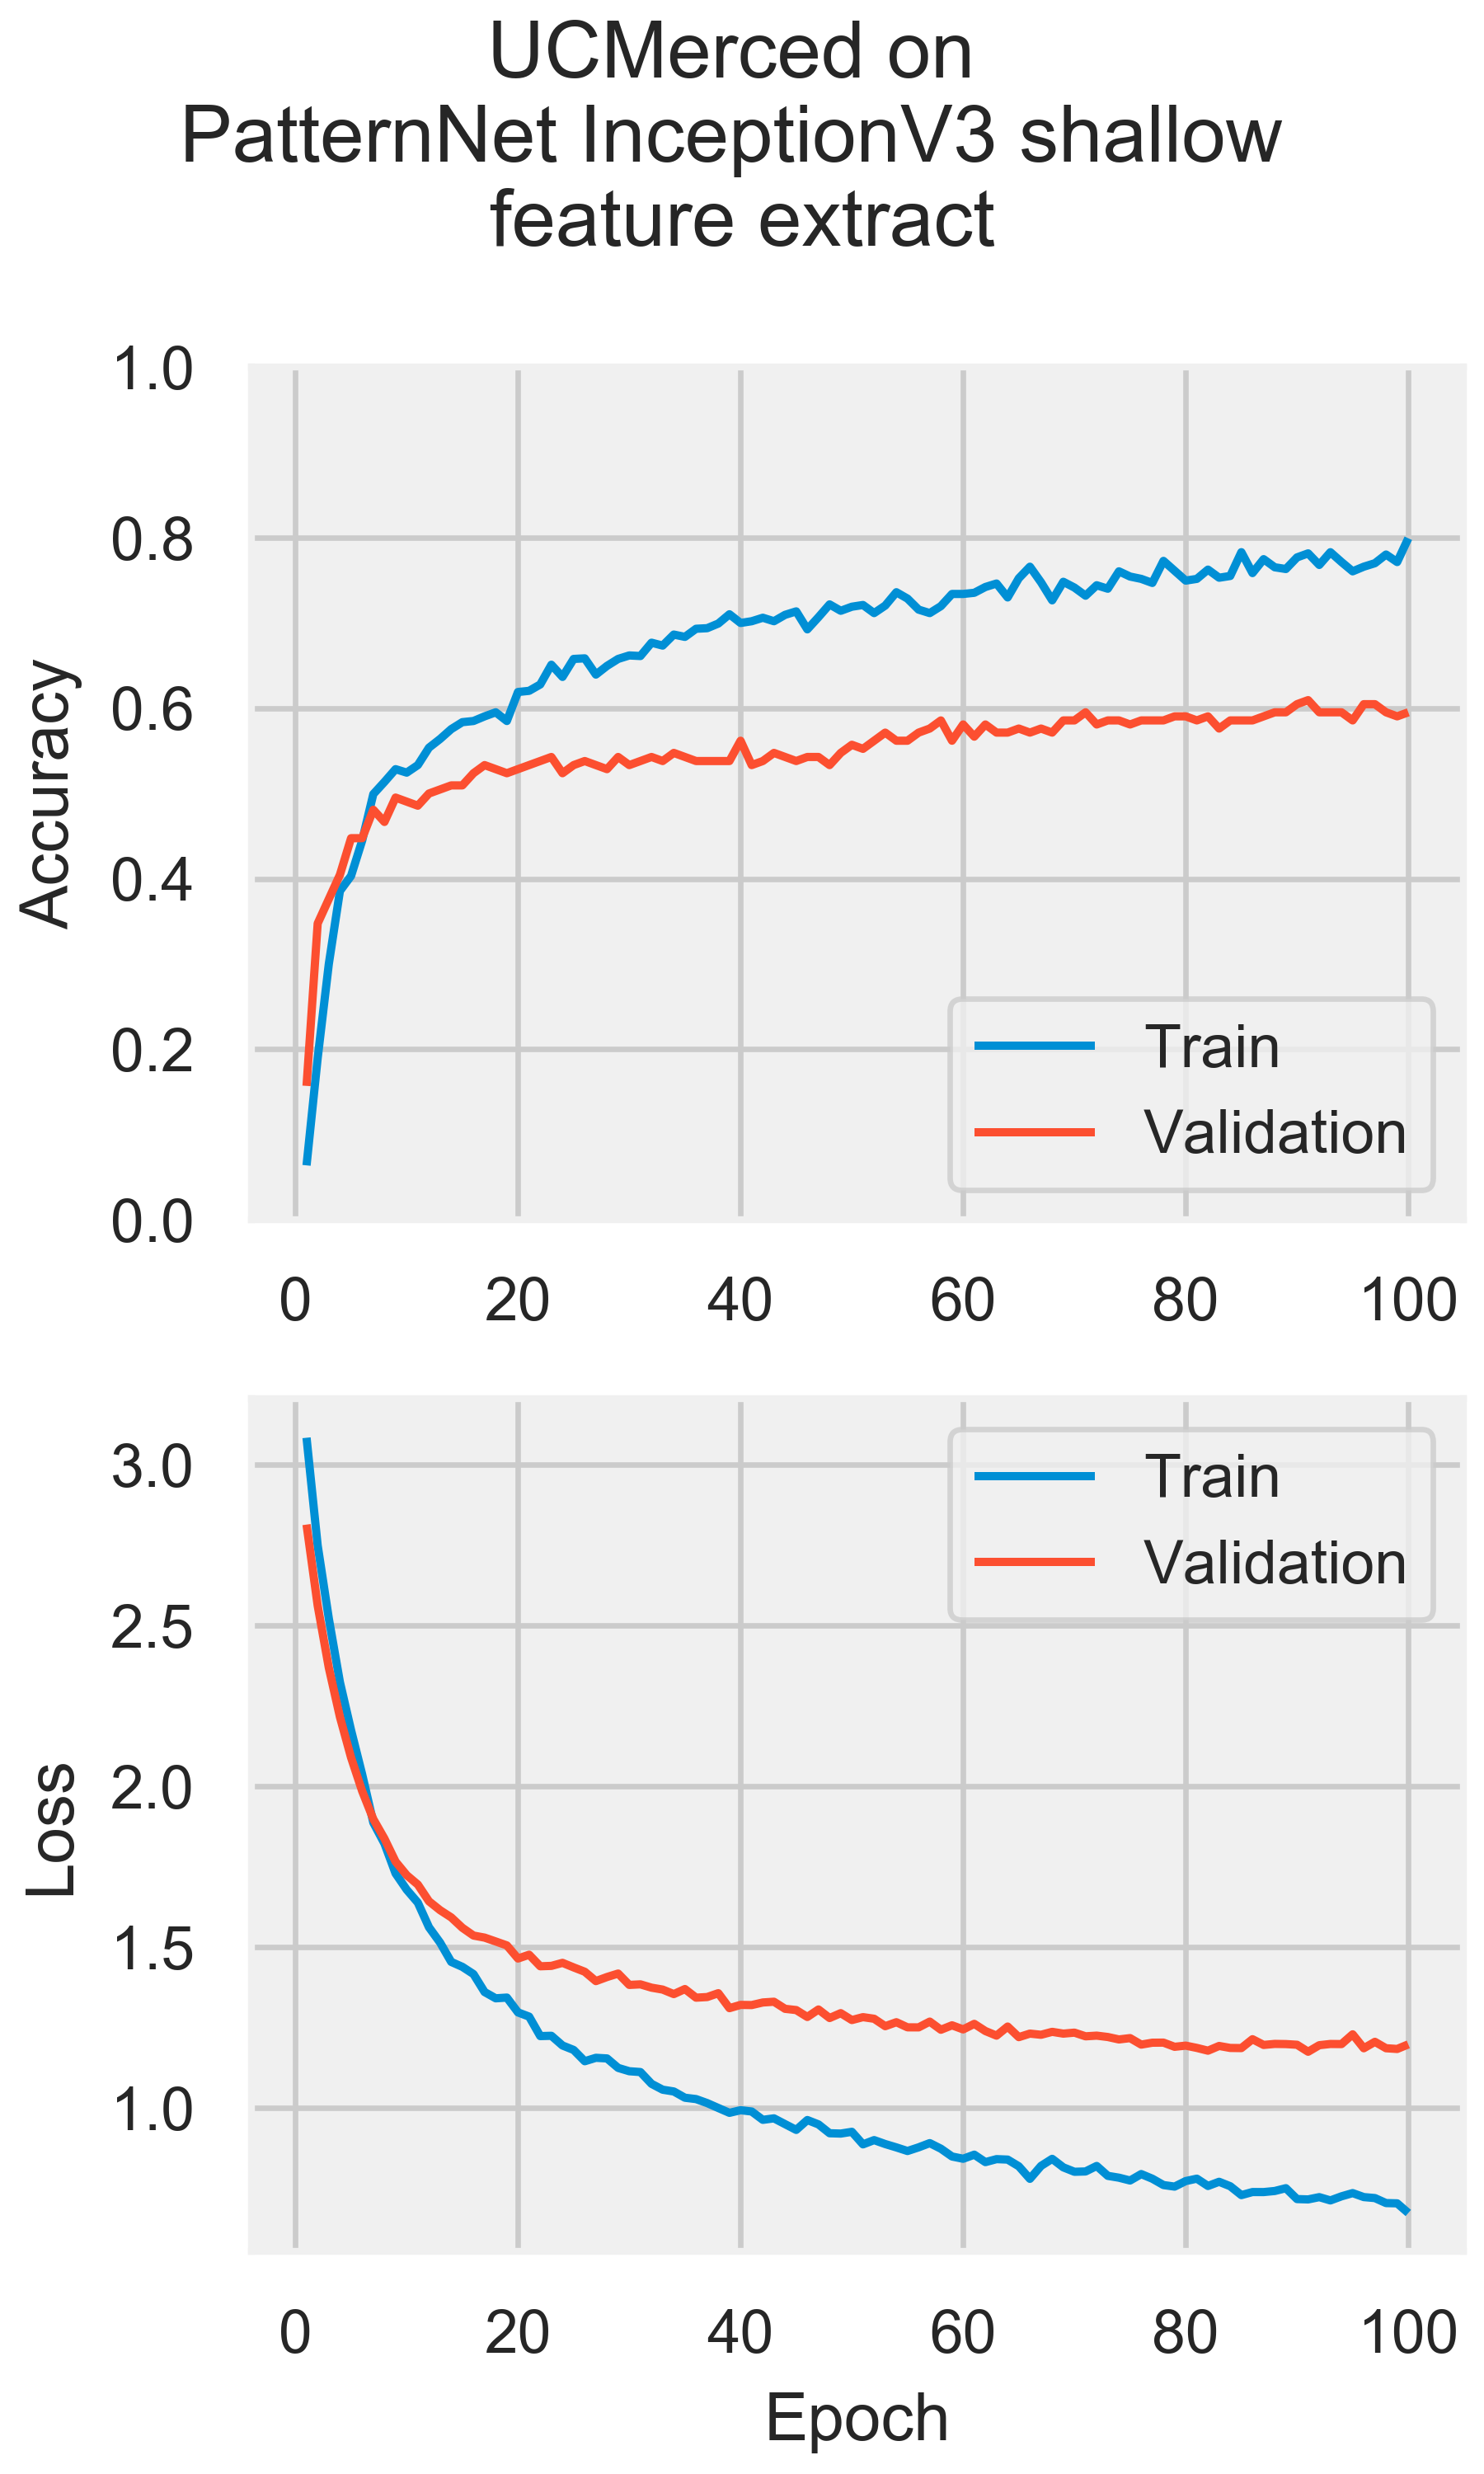 UCMerced on
PatternNet InceptionV3 shallow
feature extract
1.0
0.8
0.6
0.4
0.2
0.0
Accuracy
Train
Validation
0 20 40 60 80 100
3.0
2.5
2.0
1.5
1.0
Loss
Train
Validation
0 20 40 60 80 100
Epoch